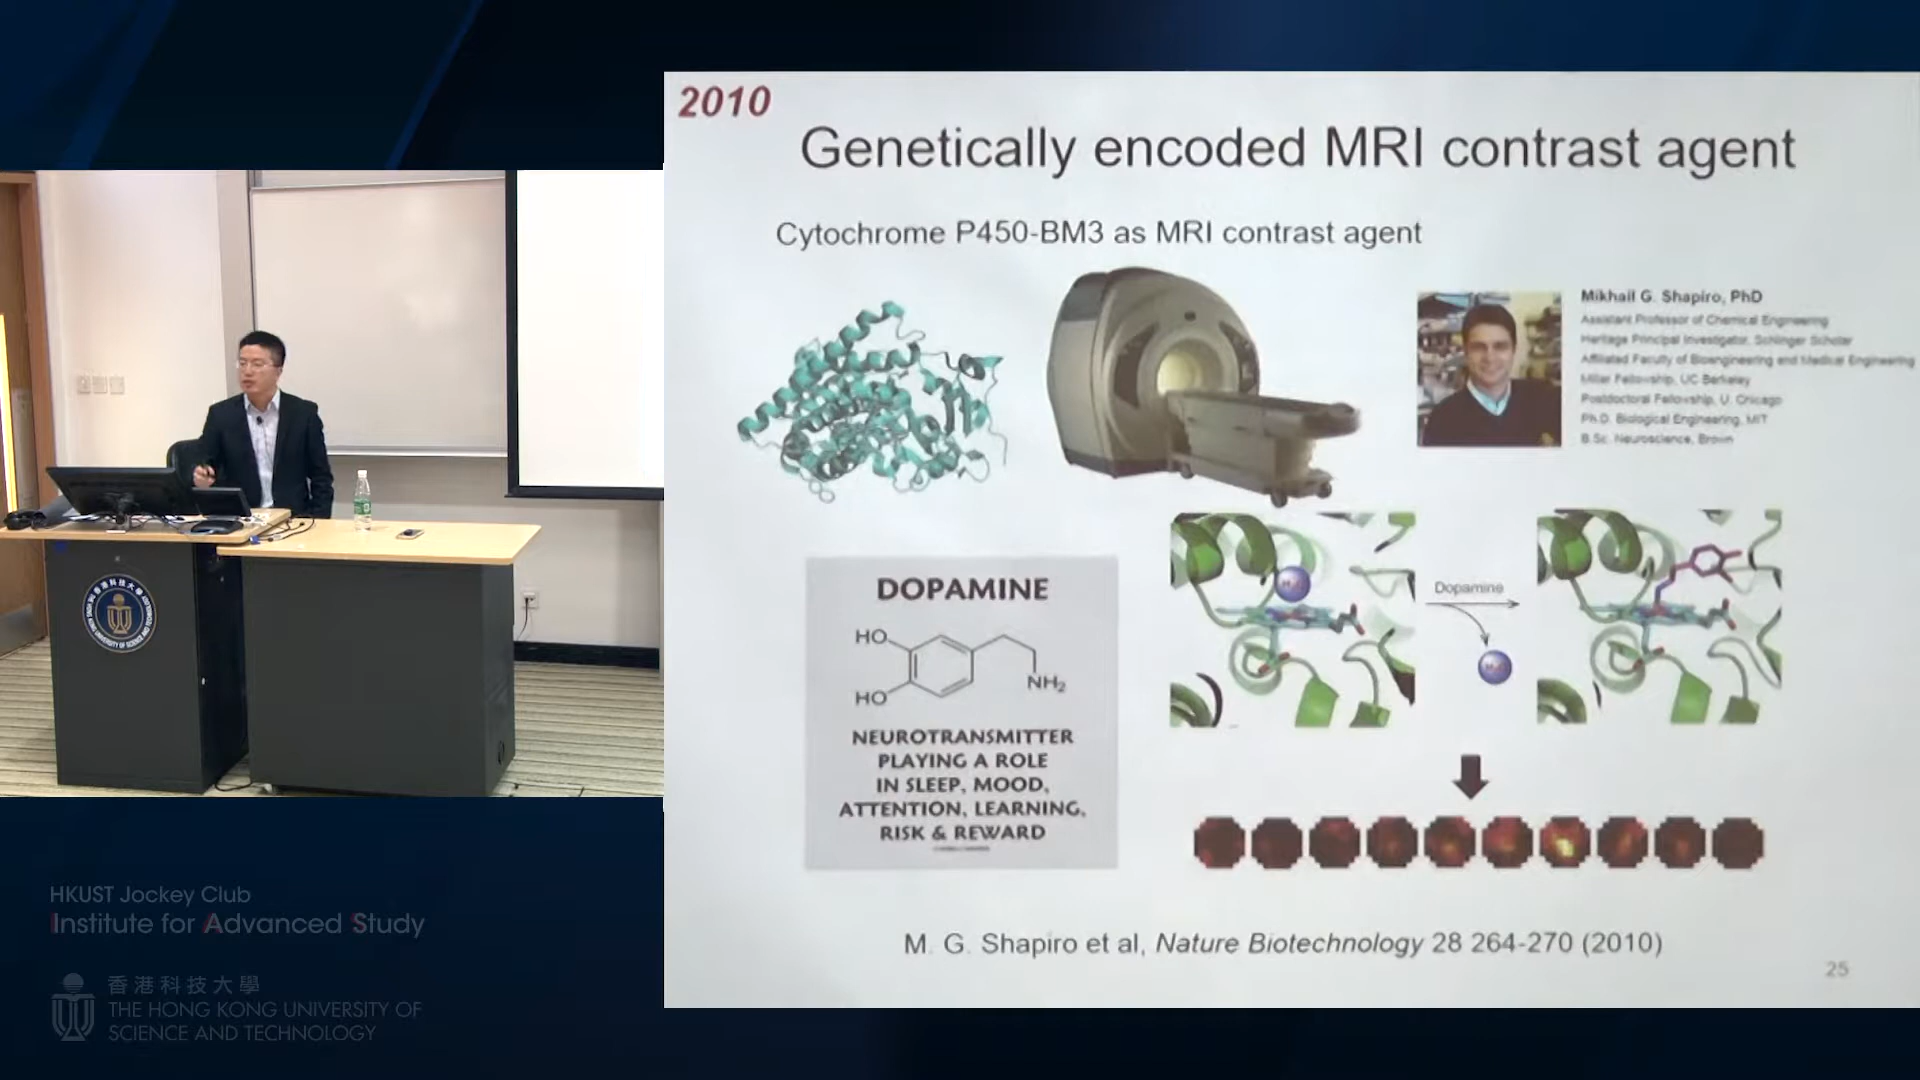 2010
Genetically encoded MRI contrast agent
Cytochrome P450-BM3 as MRI contrast agent
Mikhail G. Shapiro, PhD
Assistant Professor of Chemical Engineering
Heritage Principal Investigator, Schlinger Scholar
Affiliated Faculty of Bioengineering and Medical Engineering
Miller Fellowship, UC Berkeley
Postdoctoral Fellowship, U. Chicago
Ph.D. Biological Engineering, MIT
B.Sc. Neuroscience, Brown
DOPAMINE
HO
HO
NH₂
NEUROTRANSMITTER
PLAYING A ROLE
IN SLEEP, MOOD,
ATTENTION, LEARNING,
RISK & REWARD
Dopamine
M. G. Shapiro et al, Nature Biotechnology 28 264-270 (2010)
25
HKUST Jockey Club
Institute for Advanced Study
香港科技大學
THE HONG KONG UNIVERSITY OF
SCIENCE AND TECHNOLOGY